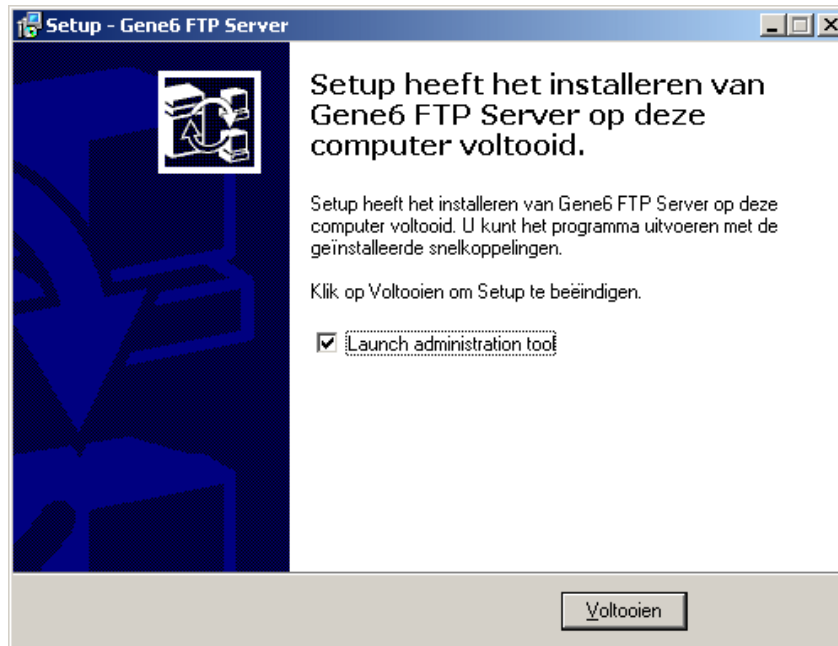 Setup - Gene6 FTP Server
Setup heeft het installeren van
Gene6 FTP Server op deze
computer voltooid.
Setup heeft het installeren van Gene6 FTP Server op deze
computer voltooid. U kunt het programma uitvoeren met de
geïnstalleerde snelkoppelingen.
Klik op Voltooien om Setup te beëindigen.
Launch administration tool
Voltooien